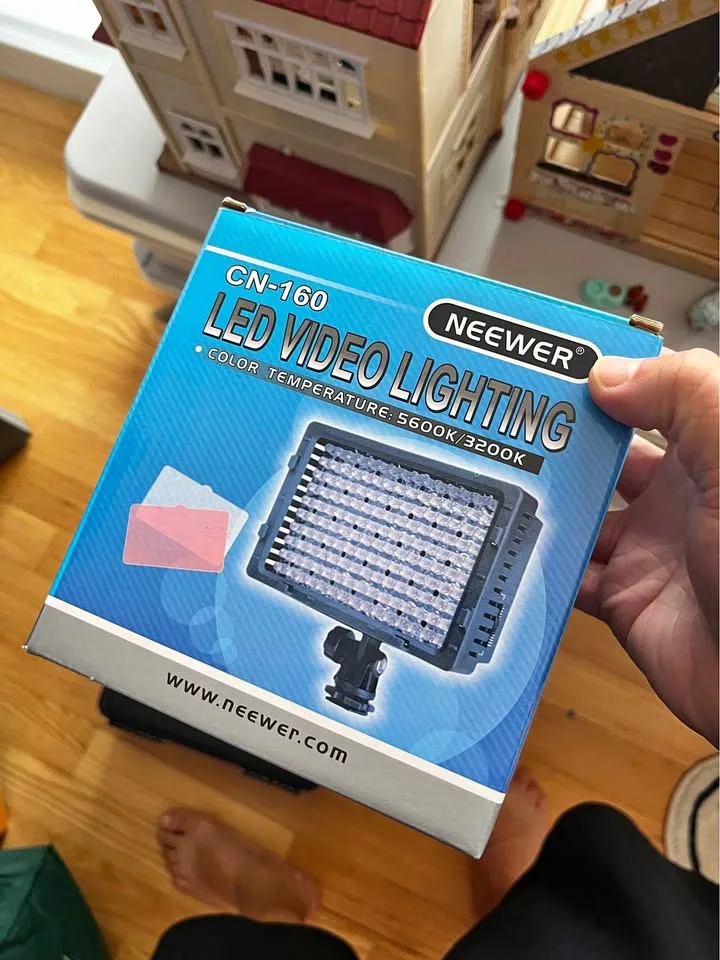 CN-160
NEEWER®
LED VIDEO LIGHTING
• COLOR TEMPERATURE: 5600K/3200K
www.neewer.com